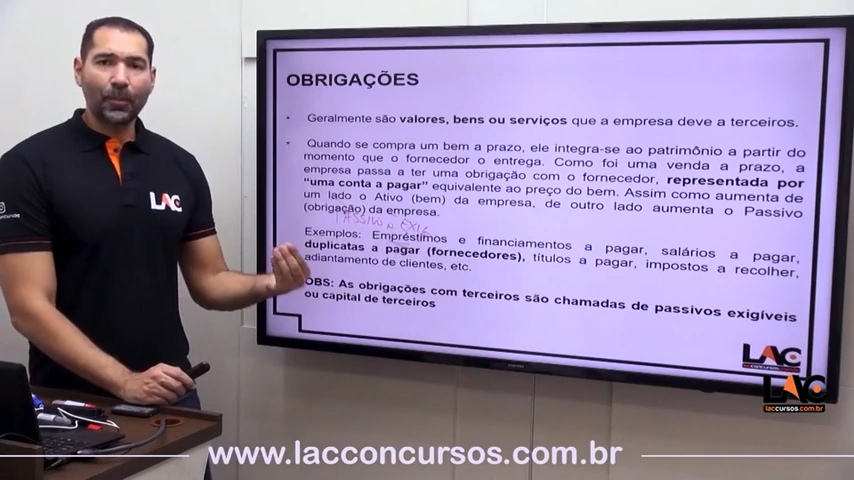 OBRIGAÇÕES
• Geralmente são valores, bens ou serviços que a empresa deve a terceiros.
• Quando se compra um bem a prazo, ele integra-se ao patrimônio a partir do
momento que o fornecedor o entrega. Como foi uma venda a prazo, a
empresa passa a ter uma obrigação com o fornecedor, representada por
“uma conta a pagar” equivalente ao preço do bem. Assim como aumenta de
um lado o Ativo (bem) da empresa, de outro lado aumenta o Passivo
(obrigação) da empresa.
PASSIVO
Exemplos: Empréstimos e financiamentos a pagar, salários a pagar,
duplicatas a pagar (fornecedores), títulos a pagar, impostos a recolher,
adiantamento de clientes, etc.
OBS: As obrigações com terceiros são chamadas de passivos exigíveis
ou capital de terceiros
LAC
CONCURSOS
LAC
laccursos.com.br
LAC
www.lacconcursos.com.br